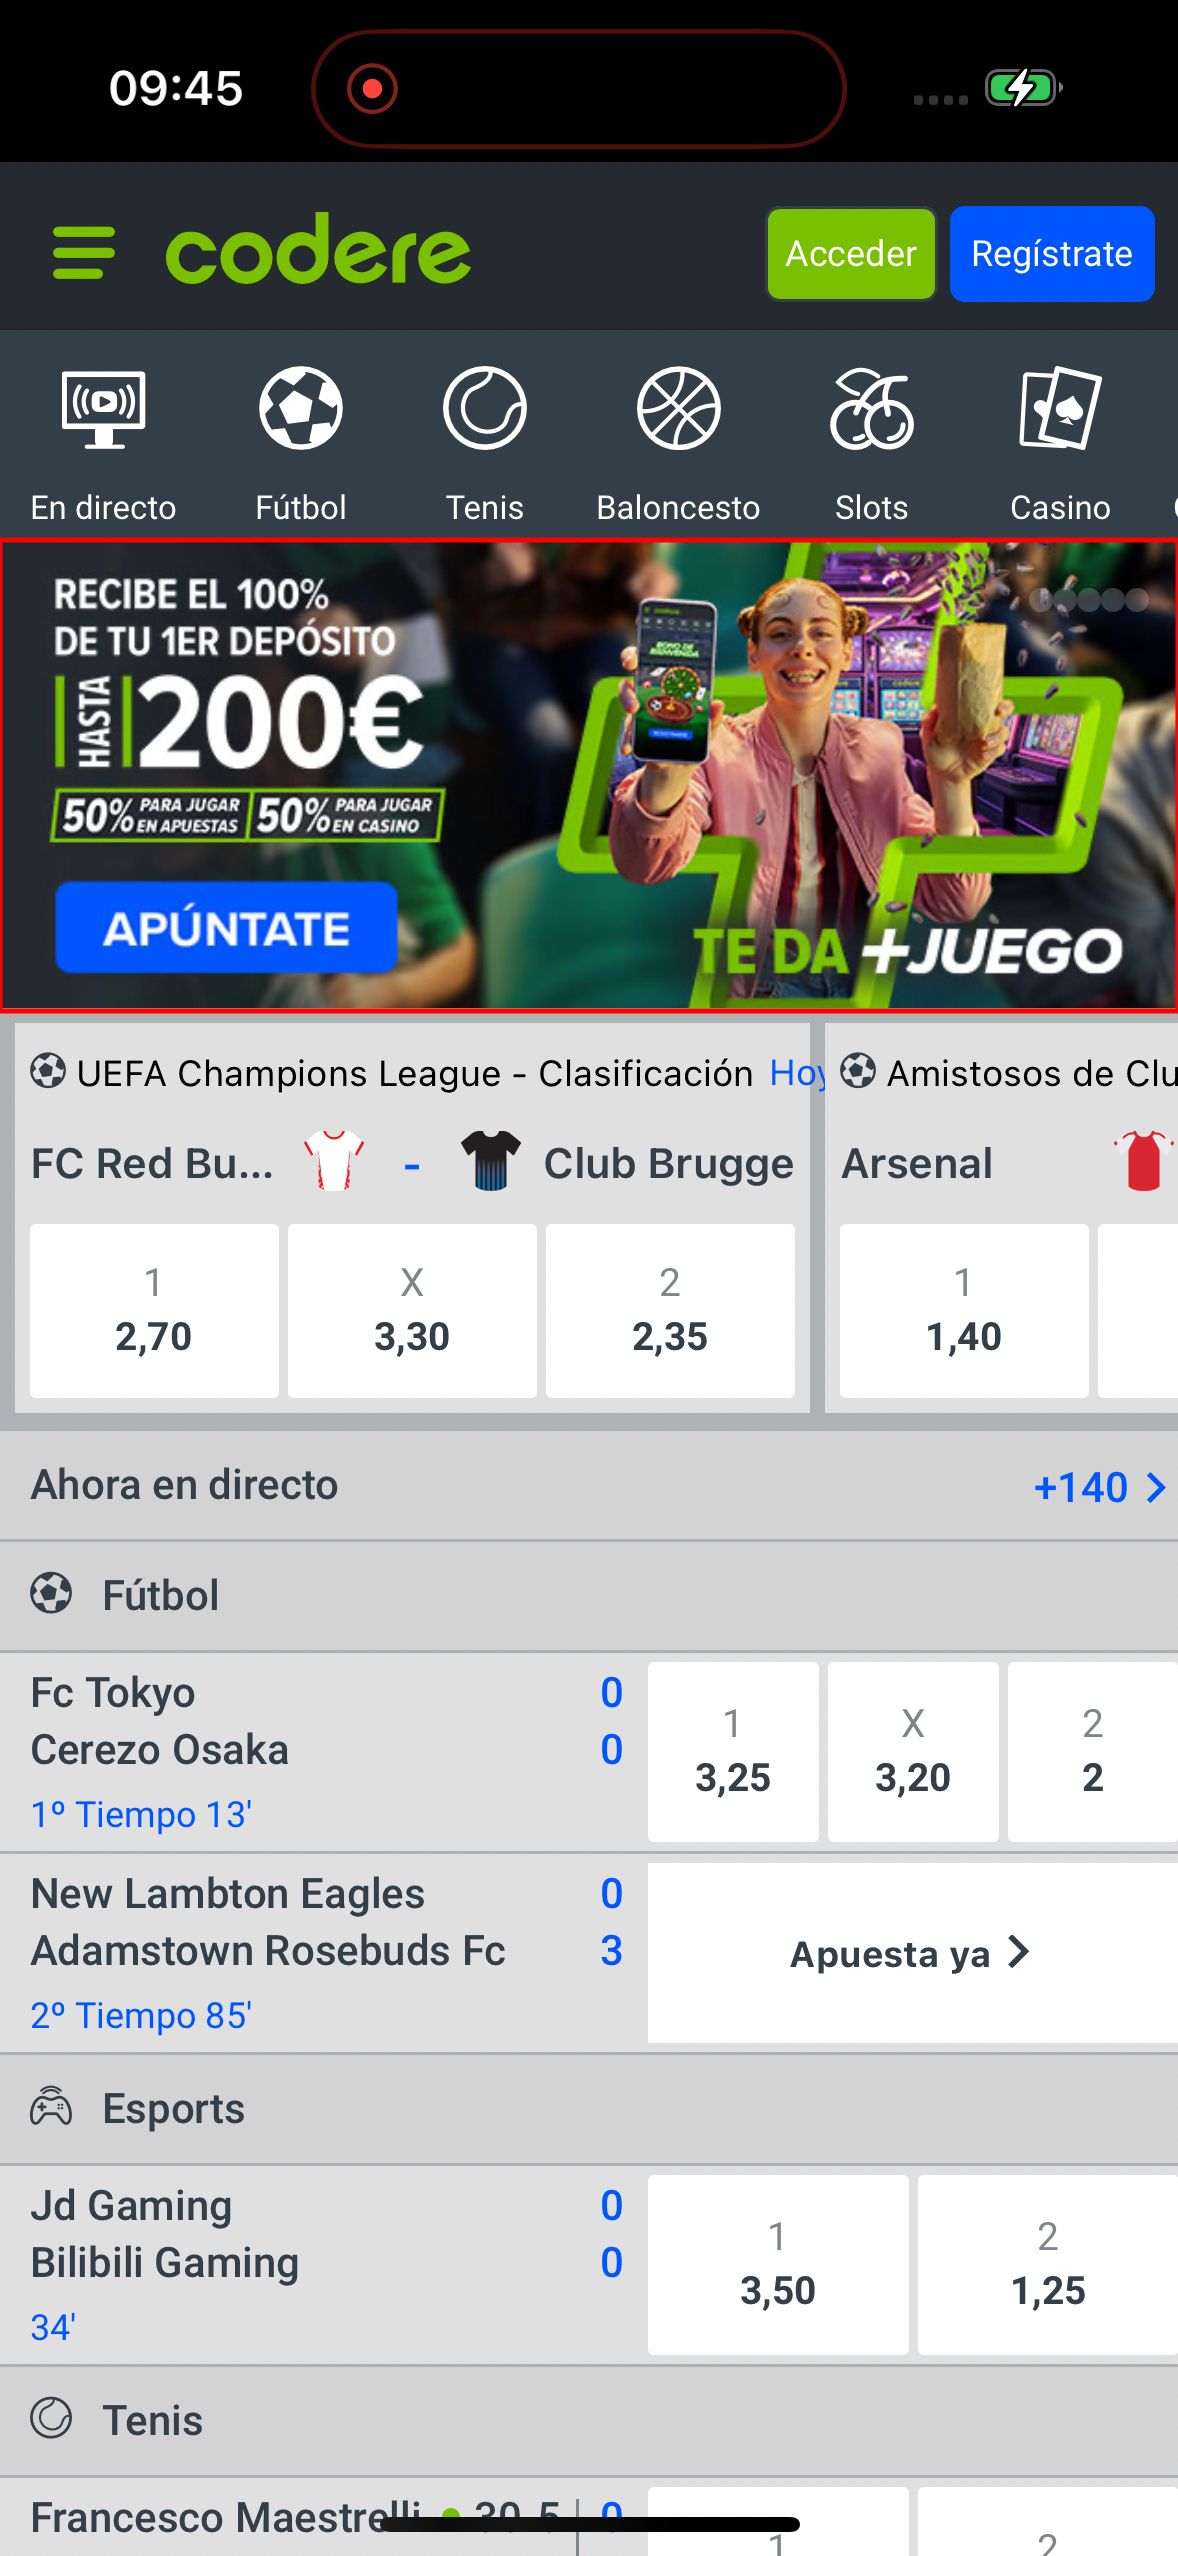 09:45
codere
Acceder
Regístrate
En directo
Fútbol
Tenis
Baloncesto
Slots
Casino
RECIBE EL 100%
DE TU 1ER DEPÓSITO
HASTA 200€
50% PARA JUGAR EN APUESTAS
50% PARA JUGAR EN CASINO
APÚNTATE
TE DA +JUEGO
UEFA Champions League - Clasificación Hoy
FC Red Bu... - Club Brugge
1 X 2
2,70 3,30 2,35
Amistosos de Clu
Arsenal
1
1,40
Ahora en directo
+140
Fútbol
Fc Tokyo 0
Cerezo Osaka 0
1º Tiempo 13'
1 X 2
3,25 3,20 2
New Lambton Eagles 0
Adamstown Rosebuds Fc 3
2º Tiempo 85'
Apuesta ya
Esports
Jd Gaming 0
Bilibili Gaming 0
34'
1 2
3,50 1,25
Tenis
Francesco Maestrelli 30 5 0
1 2